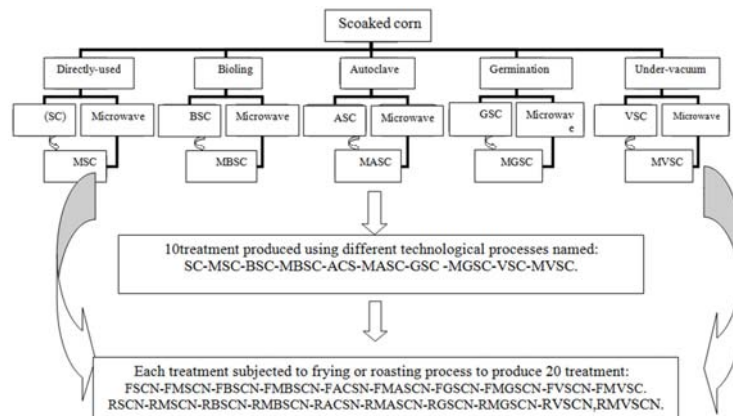 Scoaked corn
Directly-used Bioling Autoclave Germination Under-vacuum
(SC) Microwave BSC Microwave ASC Microwave GSC Microwav VSC Microwave
e
MSC MBSC MASC MGSC MVSC
10treatment produced using different technological processes named:
SC-MSC-BSC-MBSC-ACS-MASC-GSC -MGSC-VSC-MVSC.
Each treatment subjected to frying or roasting process to produce 20 treatment:
FSCN-FMSCN-FBSCN-FMBSCN-FACSN-FMASCN-FGSCN-FMGSCN-FVSCN-FMVSC.
RSCN-RMSCN-RBSCN-RMBSCN-RACSN-RMASCN-RGSCN-RMGSCN-RVSCN,RMVSCN.